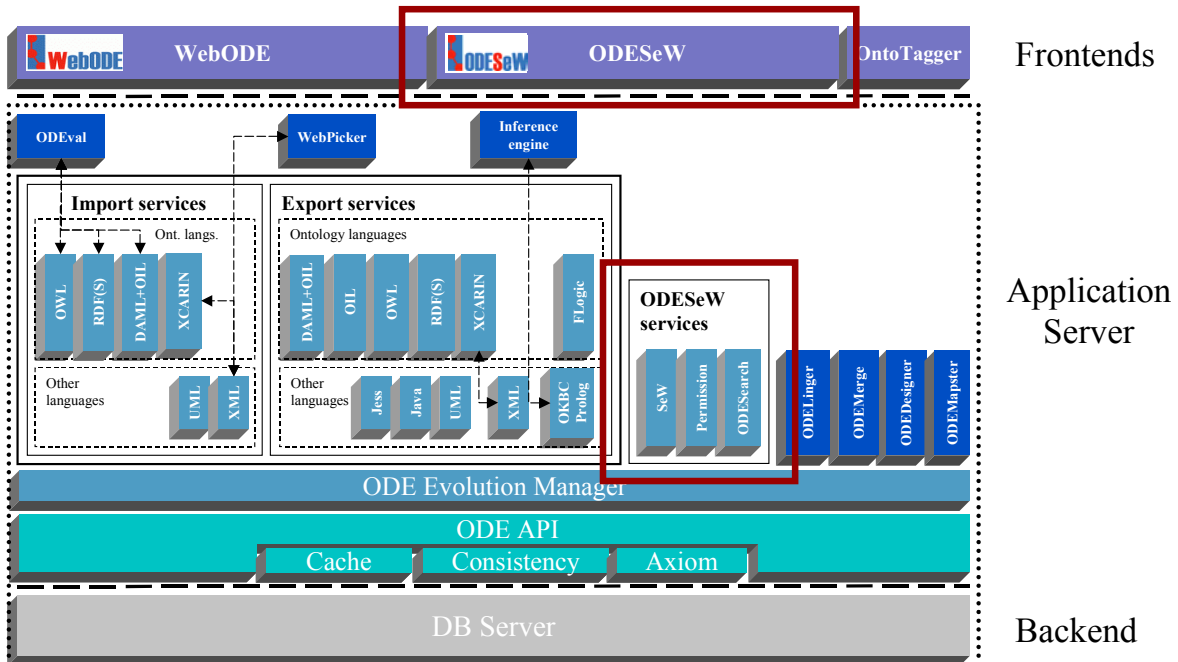 WebODE
WebODE
ODESeW
ODESeW
OntoTagger
Frontends
ODEval
WebPicker
Inference
engine
Import services
Ont. langs.
OWL
RDF(S)
DAML+OIL
XCARIN
Other
languages
UML
XML
Export services
Ontology languages
DAML+OIL
OIL
OWL
RDF(S)
XCARIN
FLogic
Other
languages
Jess
Java
UML
XML
OKBC
Prolog
ODESeW
services
SeW
Permission
ODESearch
ODELinger
ODEMerge
ODEDesigner
ODEMapster
Application
Server
ODE Evolution Manager
ODE API
Cache
Consistency
Axiom
DB Server
Backend